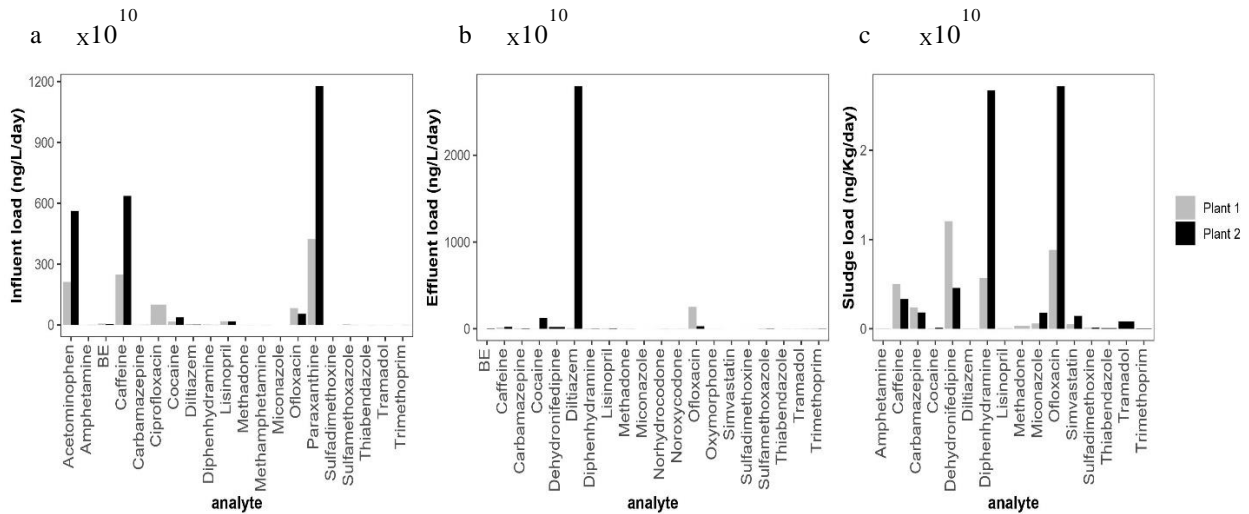 a x10^10
b x10^10
c x10^10
Influent load (ng/L/day)
1200
900
600
300
0
Acetominophen
Amphetamine
BE
Caffeine
Carbamazepine
Ciprofloxacin
Cocaine
Diltiazem
Diphenhydramine
Lisinopril
Methadone
Methamphetamine
Miconazole
Ofloxacin
Paraxanthine
Sulfadimethoxine
Sulfamethoxazole
Thiabendazole
Tramadol
Trimethoprim
analyte
Effluent load (ng/L/day)
2000
1000
0
BE
Caffeine
Carbamazepine
Cocaine
Dehydronifedipine
Diltiazem
Diphenhydramine
Lisinopril
Methadone
Miconazole
Norhydrocodone
Noroxycodone
Ofloxacin
Oxymorphone
Simvastatin
Sulfadimethoxine
Sulfamethoxazole
Thiabendazole
Tramadol
Trimethoprim
analyte
Sludge load (ng/Kg/day)
2
1
0
Amphetamine
Caffeine
Carbamazepine
Cocaine
Dehydronifedipine
Diltiazem
Diphenhydramine
Lisinopril
Methadone
Miconazole
Ofloxacin
Simvastatin
Sulfadimethoxine
Thiabendazole
Tramadol
Trimethoprim
analyte
Plant 1
Plant 2